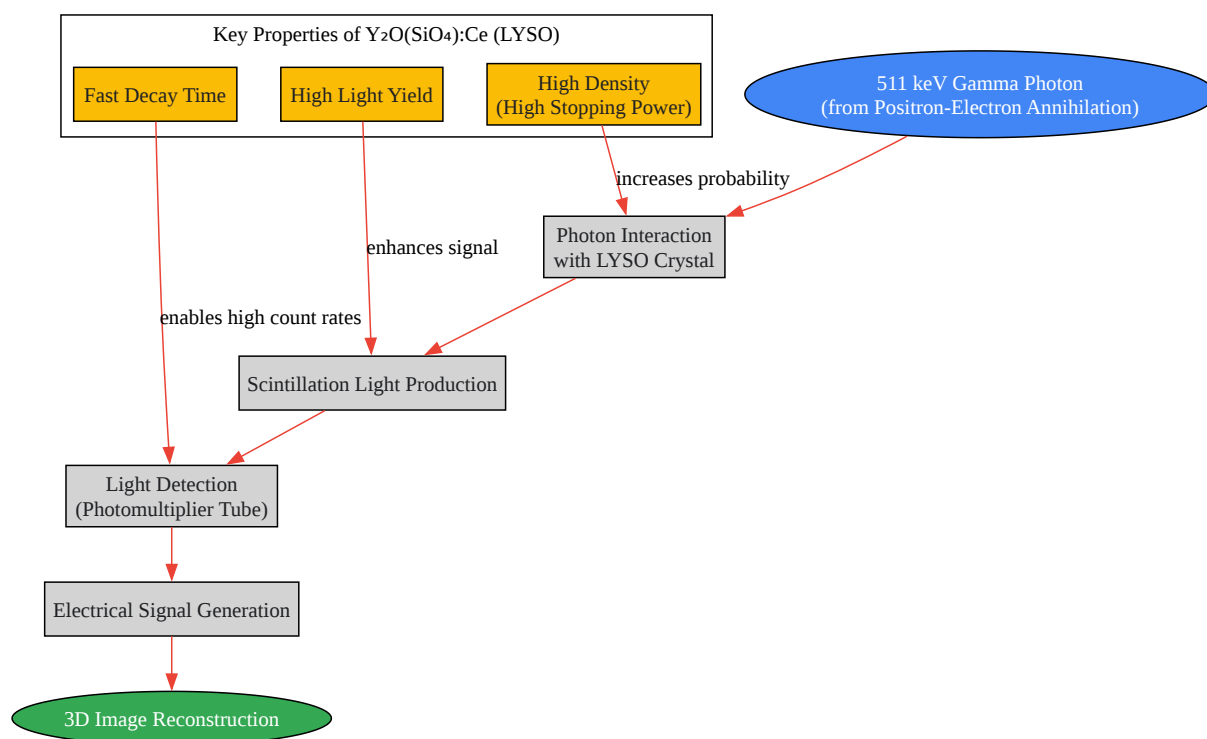 Key Properties of Y₂O(SiO₄):Ce (LYSO)
Fast Decay Time
High Light Yield
High Density
(High Stopping Power)
511 keV Gamma Photon
(from Positron-Electron Annihilation)
increases probability
Photon Interaction
with LYSO Crystal
enhances signal
enables high count rates
Scintillation Light Production
Light Detection
(Photomultiplier Tube)
Electrical Signal Generation
3D Image Reconstruction